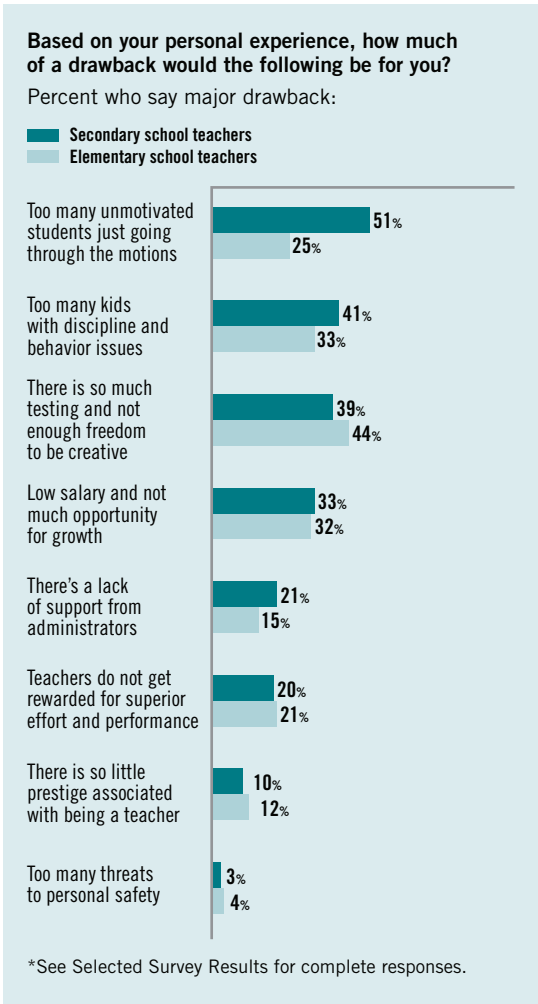 Based on your personal experience, how much
of a drawback would the following be for you?
Percent who say major drawback:
Secondary school teachers
Elementary school teachers
Too many unmotivated
students just going
through the motions
51%
25%
Too many kids
with discipline and
behavior issues
41%
33%
There is so much
testing and not
enough freedom
to be creative
39%
44%
Low salary and not
much opportunity
for growth
33%
32%
There's a lack
of support from
administrators
21%
15%
Teachers do not get
rewarded for superior
effort and performance
20%
21%
There is so little
prestige associated
with being a teacher
10%
12%
Too many threats
to personal safety
3%
4%
*See Selected Survey Results for complete responses.